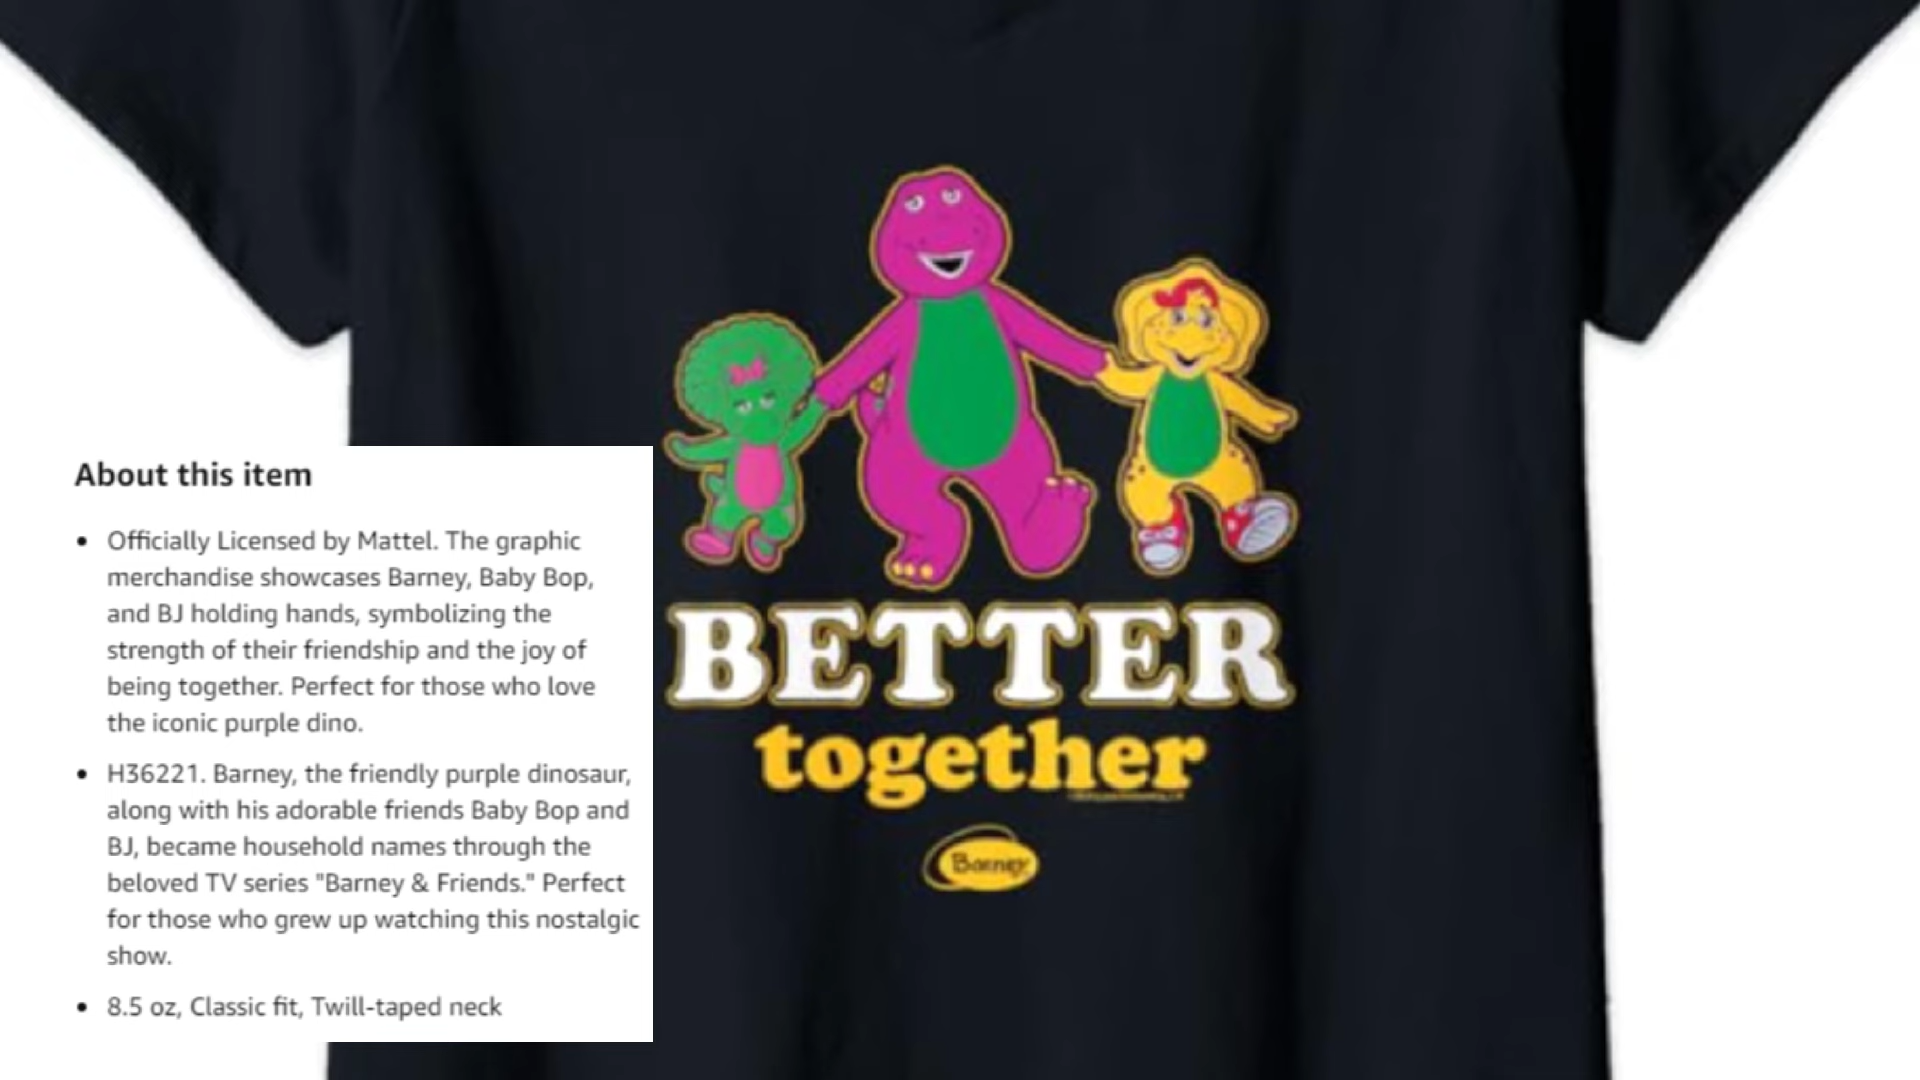 About this item
Officially Licensed by Mattel. The graphic
merchandise showcases Barney, Baby Bop,
and BJ holding hands, symbolizing the
strength of their friendship and the joy of
being together. Perfect for those who love
the iconic purple dino.
H36221. Barney, the friendly purple dinosaur,
along with his adorable friends Baby Bop and
BJ, became household names through the
beloved TV series "Barney & Friends." Perfect
for those who grew up watching this nostalgic
show.
8.5 oz, Classic fit, Twill-taped neck
BETTER
together
Barney